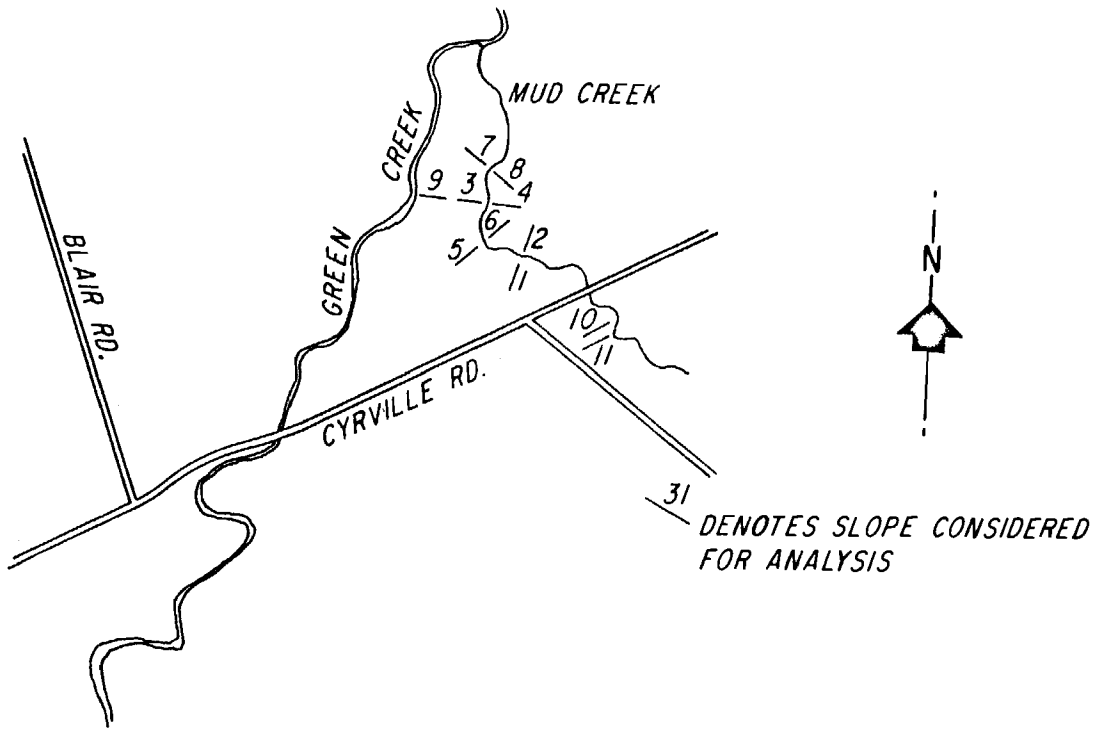 MUD CREEK
GREEN CREEK
BLAIR RD.
7
8
9
3
4
6
5
2
1
10
11
N
CYRVILLE RD.
31
DENOTES SLOPE CONSIDERED
FOR ANALYSIS